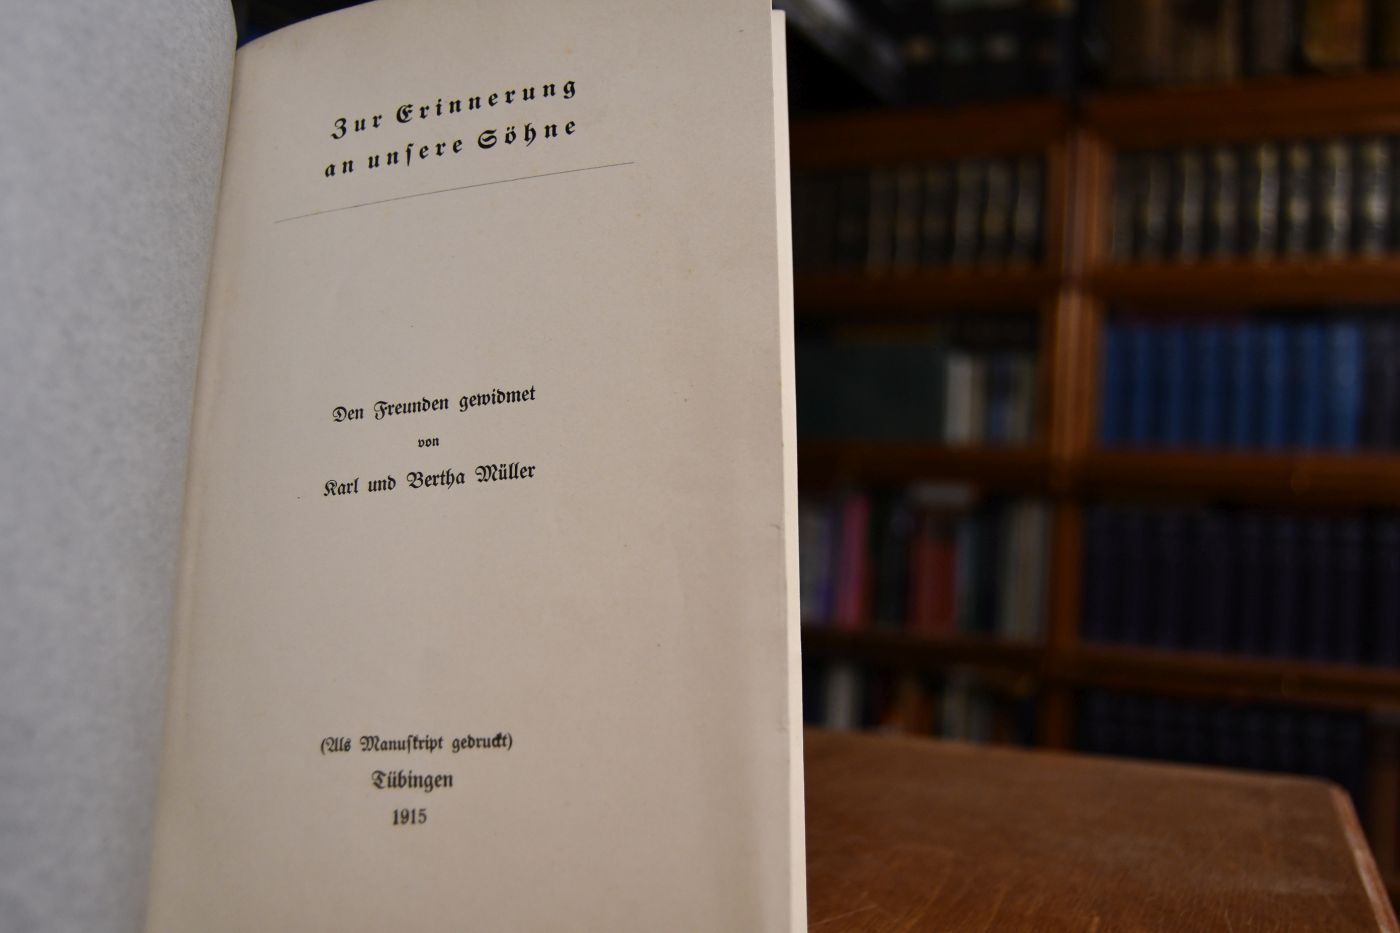 Zur Erinnerung
an unſere Söhne
Den Freunden gewidmet
von
Karl und Bertha Müller
(Als Manuſkript gedruckt)
Tübingen
1915